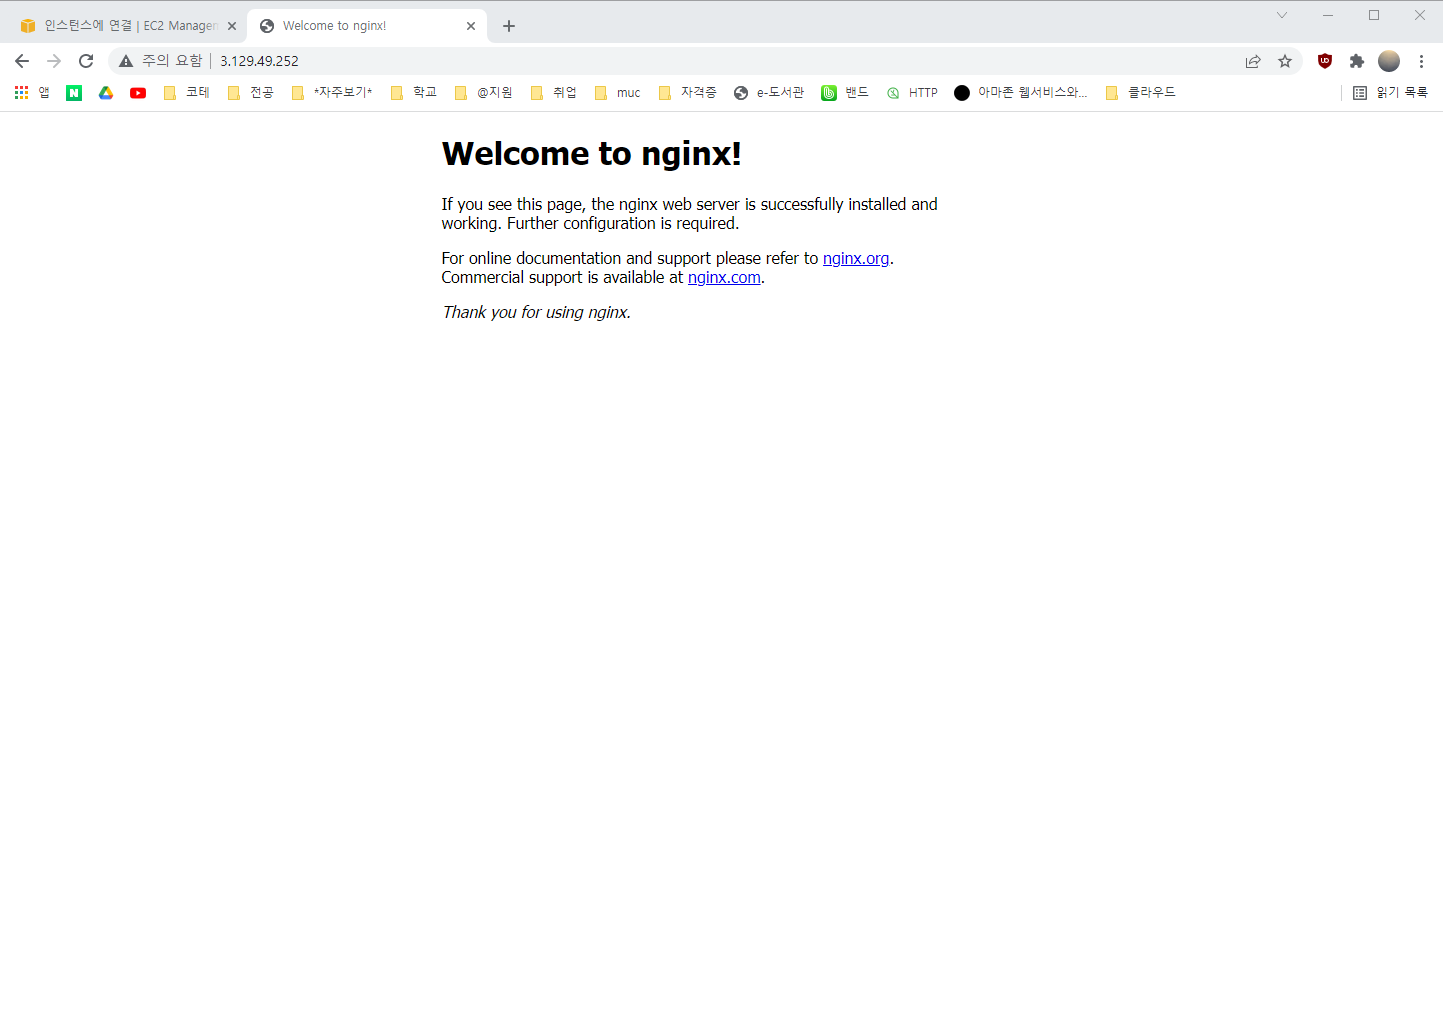 인스턴스에 연결 | EC2 Managem
Welcome to nginx!
주의 요함 | 3.129.49.252
앱 코테 전공 *자주보기* 학교 @지원 취업 muc 자격증 e-도서관 밴드 HTTP 아마존 웹서비스와... 클라우드 읽기 목록
Welcome to nginx!
If you see this page, the nginx web server is successfully installed and
working. Further configuration is required.
For online documentation and support please refer to nginx.org.
Commercial support is available at nginx.com.
Thank you for using nginx.